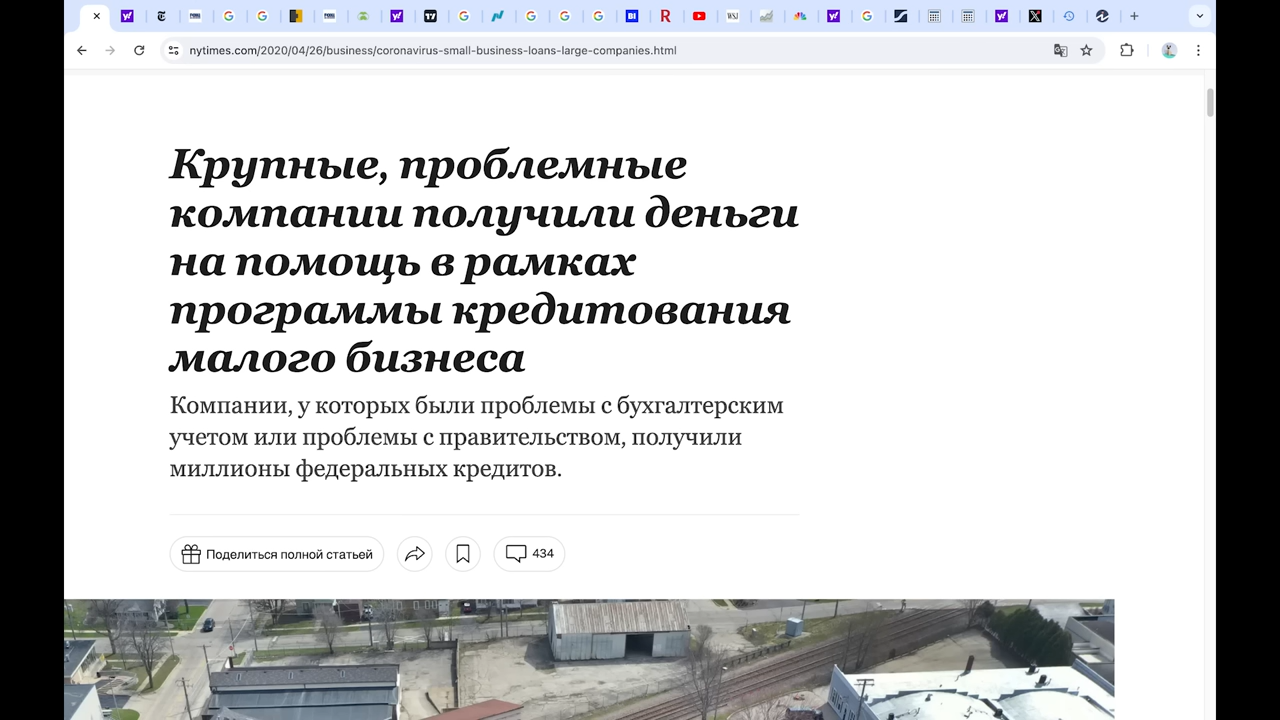 nytimes.com/2020/04/26/business/coronavirus-small-business-loans-large-companies.html
Крупные, проблемные
компании получили деньги
на помощь в рамках
программы кредитования
малого бизнеса
Компании, у которых были проблемы с бухгалтерским
учетом или проблемы с правительством, получили
миллионы федеральных кредитов.
Поделиться полной статьей
434